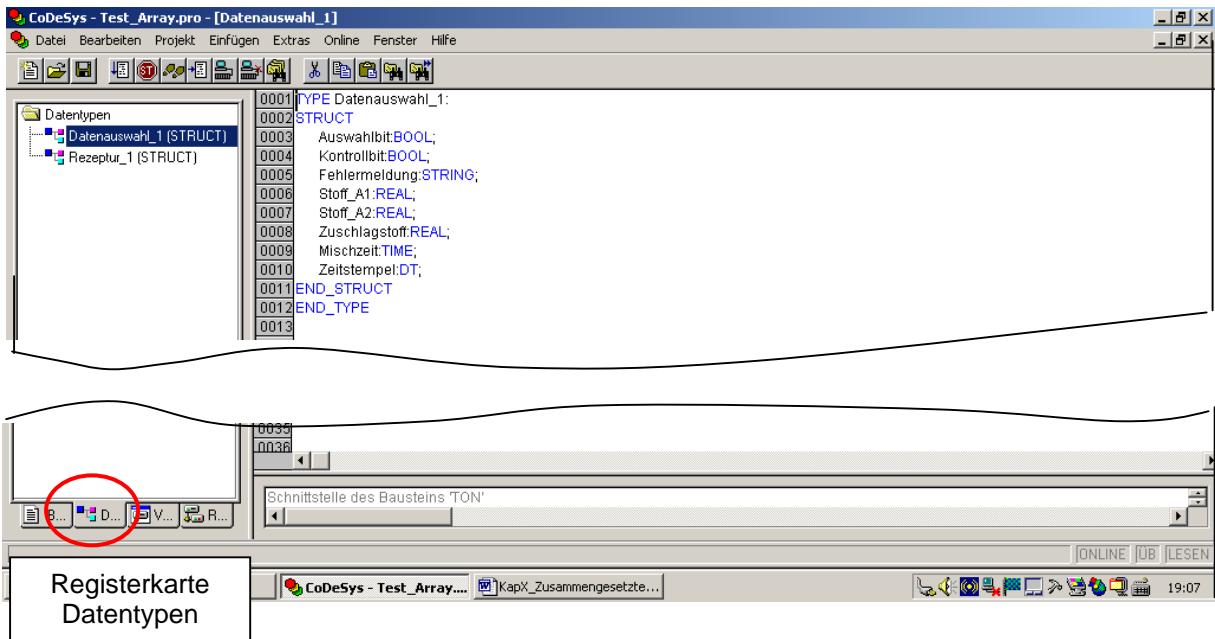 CoDeSys - Test_Array.pro - [Datenauswahl_1]
Datei Bearbeiten Projekt Einfügen Extras Online Fenster Hilfe
Datentypen
Datenauswahl_1 (STRUCT)
Rezeptur_1 (STRUCT)
0001 TYPE Datenauswahl_1:
0002 STRUCT
0003 Auswahlbit:BOOL;
0004 Kontrollbit:BOOL;
0005 Fehlermeldung:STRING;
0006 Stoff_A1:REAL;
0007 Stoff_A2:REAL;
0008 Zuschlagstoff:REAL;
0009 Mischzeit:TIME;
0010 Zeitstempel:DT;
0011 END_STRUCT
0012 END_TYPE
0013
0035
0036
Schnittstelle des Bausteins 'TON'
B... D... V... R...
ONLINE ÜB LESEN
CoDeSys - Test_Array.... KapX_Zusammengesetzte... 19:07
Registerkarte
Datentypen